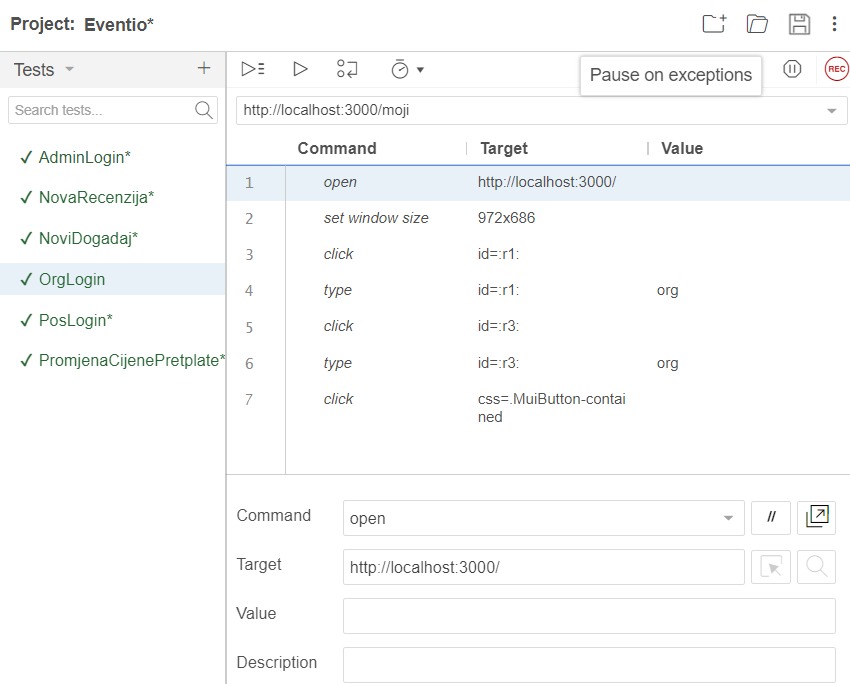 Project: Eventio*
Tests
Pause on exceptions
REC
Search tests...
http://localhost:3000/moji
AdminLogin*
NovaRecenzija*
NoviDogadaj*
OrgLogin
PosLogin*
PromjenaCijenePretplate*
Command Target Value
1 open http://localhost:3000/
2 set window size 972x686
3 click id=:r1:
4 type id=:r1: org
5 click id=:r3:
6 type id=:r3: org
7 click css=.MuiButton-contai
ned
Command open //
Target http://localhost:3000/
Value
Description